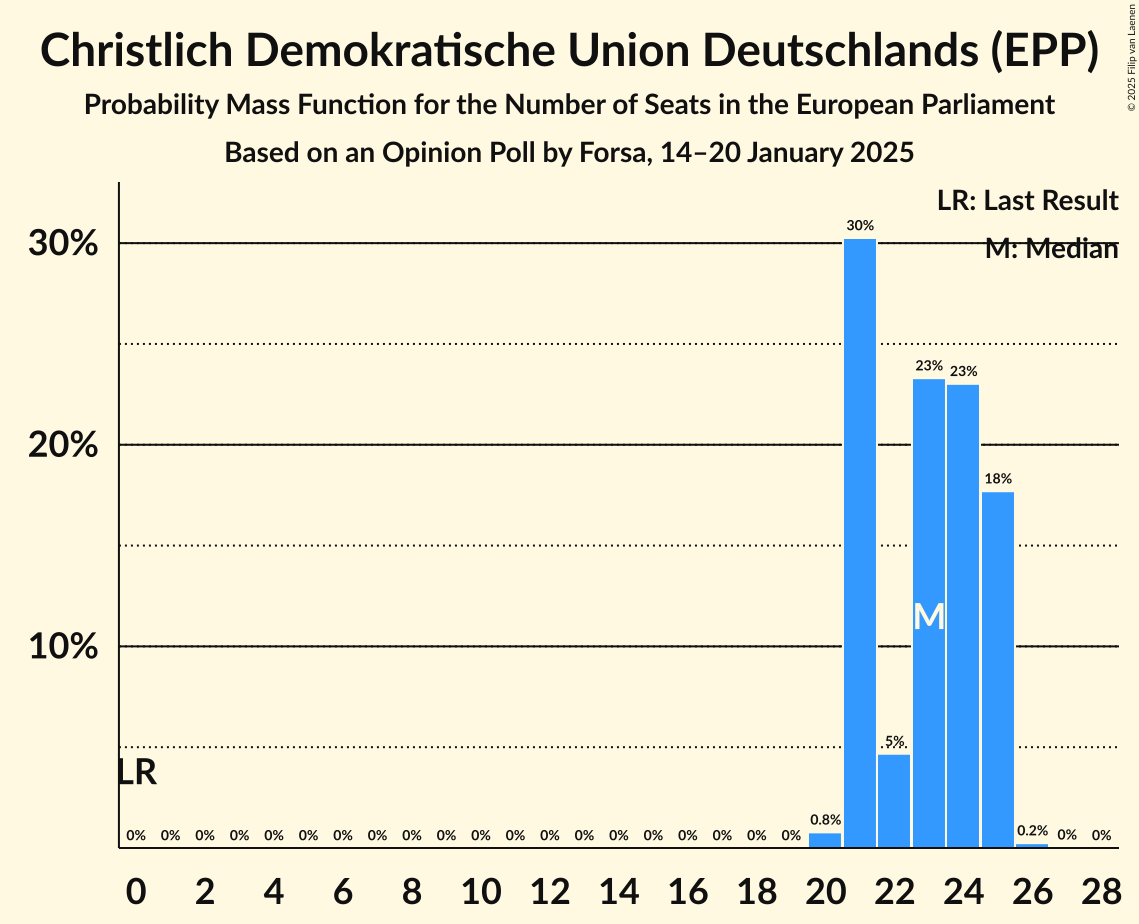 Christlich Demokratische Union Deutschlands (EPP)
Probability Mass Function for the Number of Seats in the European Parliament
Based on an Opinion Poll by Forsa, 14–20 January 2025
© 2025 Filip van Laenen
LR: Last Result
M: Median
30%
20%
10%
30%
23% 23%
18%
5%
M
LR
0% 0% 0% 0% 0% 0% 0% 0% 0% 0% 0% 0% 0% 0% 0% 0% 0% 0% 0% 0% 0.8% 0.2% 0% 0%
0 2 4 6 8 10 12 14 16 18 20 22 24 26 28